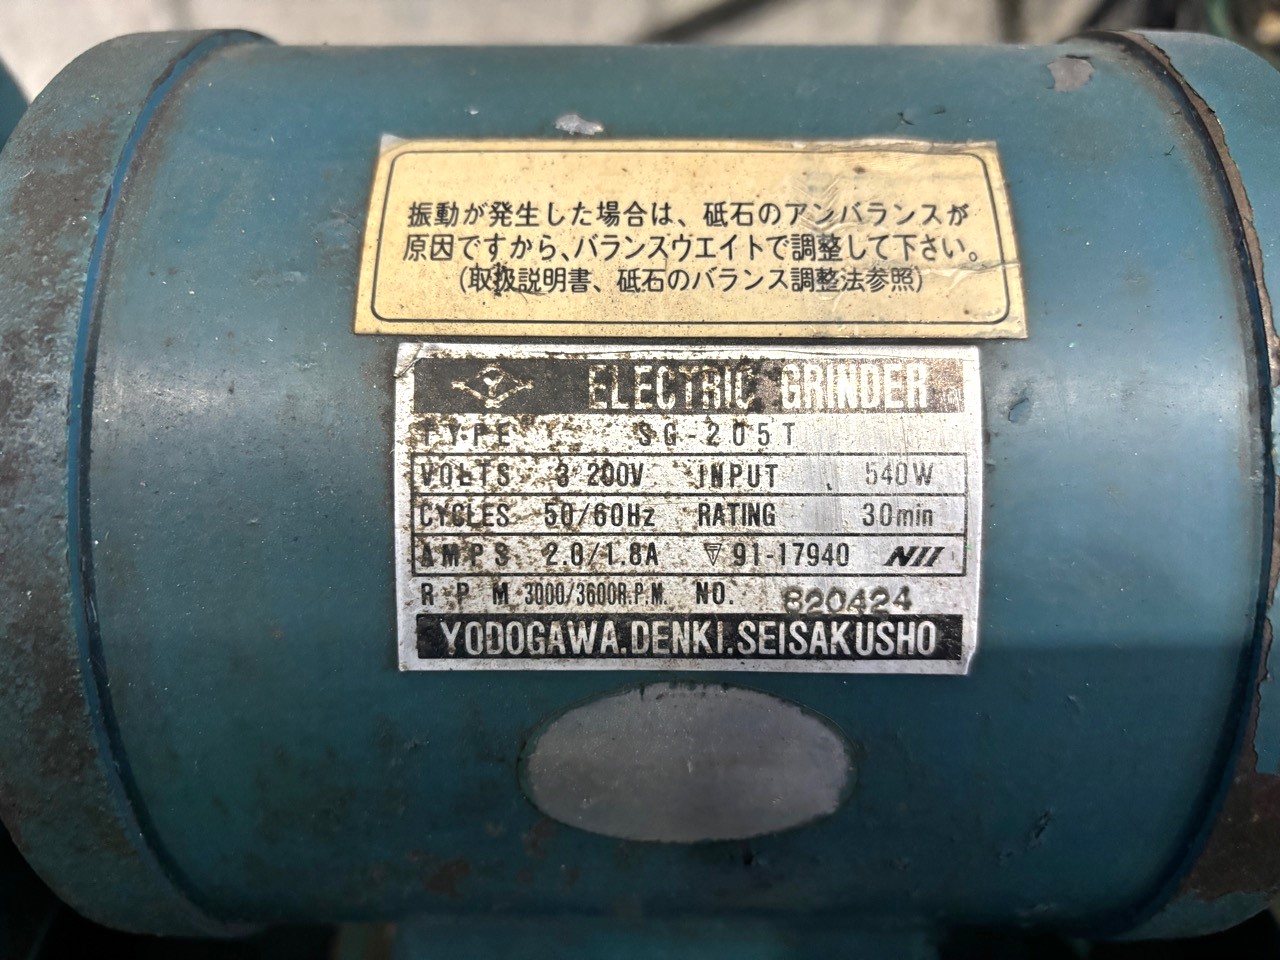 振動が発生した場合は、砥石のアンバランスが
原因ですから、バランスウエイトで調整して下さい。
(取扱説明書、砥石のバランス調整法参照)
ELECTRIC GRINDER
TYPE SG-205T
VOLTS 3 200V INPUT 540W
CYCLES 50/60Hz RATING 30min
AMPS 2.0/1.8A 91-17940
R P M 3000/3600R.P.M. NO. 820424
YODOGAWA.DENKI.SEISAKUSHO